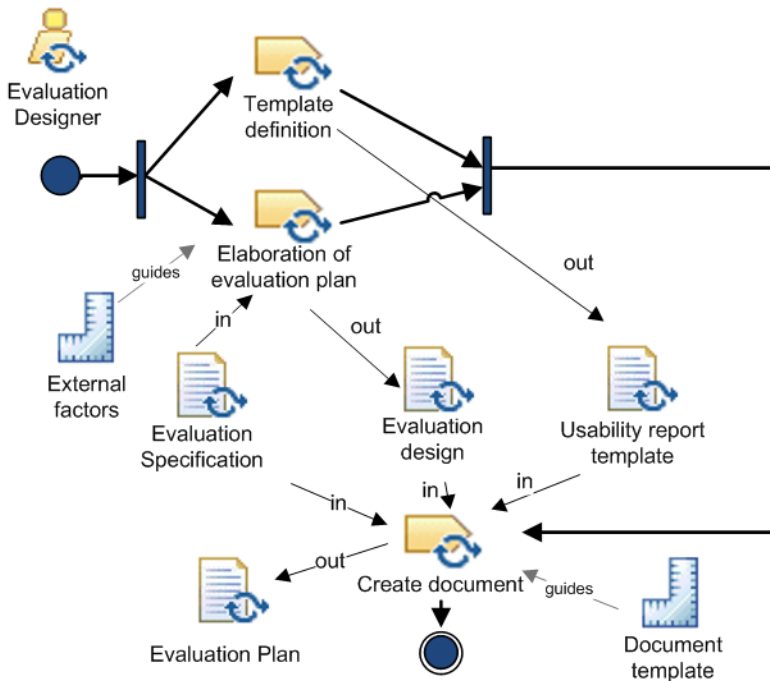 Evaluation
Designer
Template
definition
Elaboration of
evaluation plan
guides
in
out
out
External
factors
Evaluation
Specification
Evaluation
design
Usability report
template
in
in
in
out
Create document
guides
Evaluation Plan
Document
template